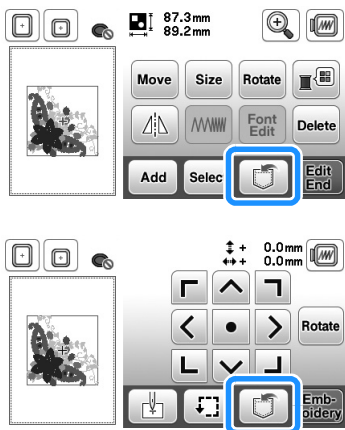 87.3mm
89.2mm
Move Size Rotate
Font
Edit
Delete
Add Selec
Edit
End
+ 0.0mm
+ 0.0mm
Rotate
Emb-
oidery